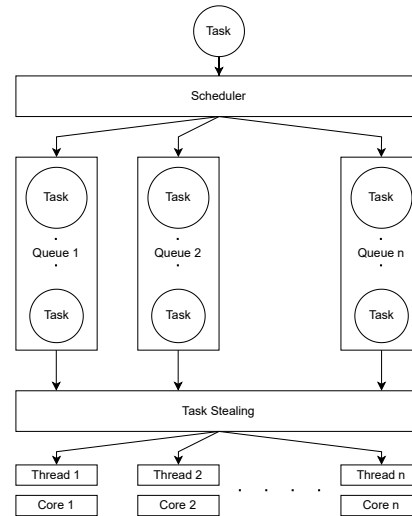 Task
Scheduler
Task Task Task
Queue 1 Queue 2 Queue n
Task Task Task
Task Stealing
Thread 1 Thread 2 Thread n
Core 1 Core 2 Core n